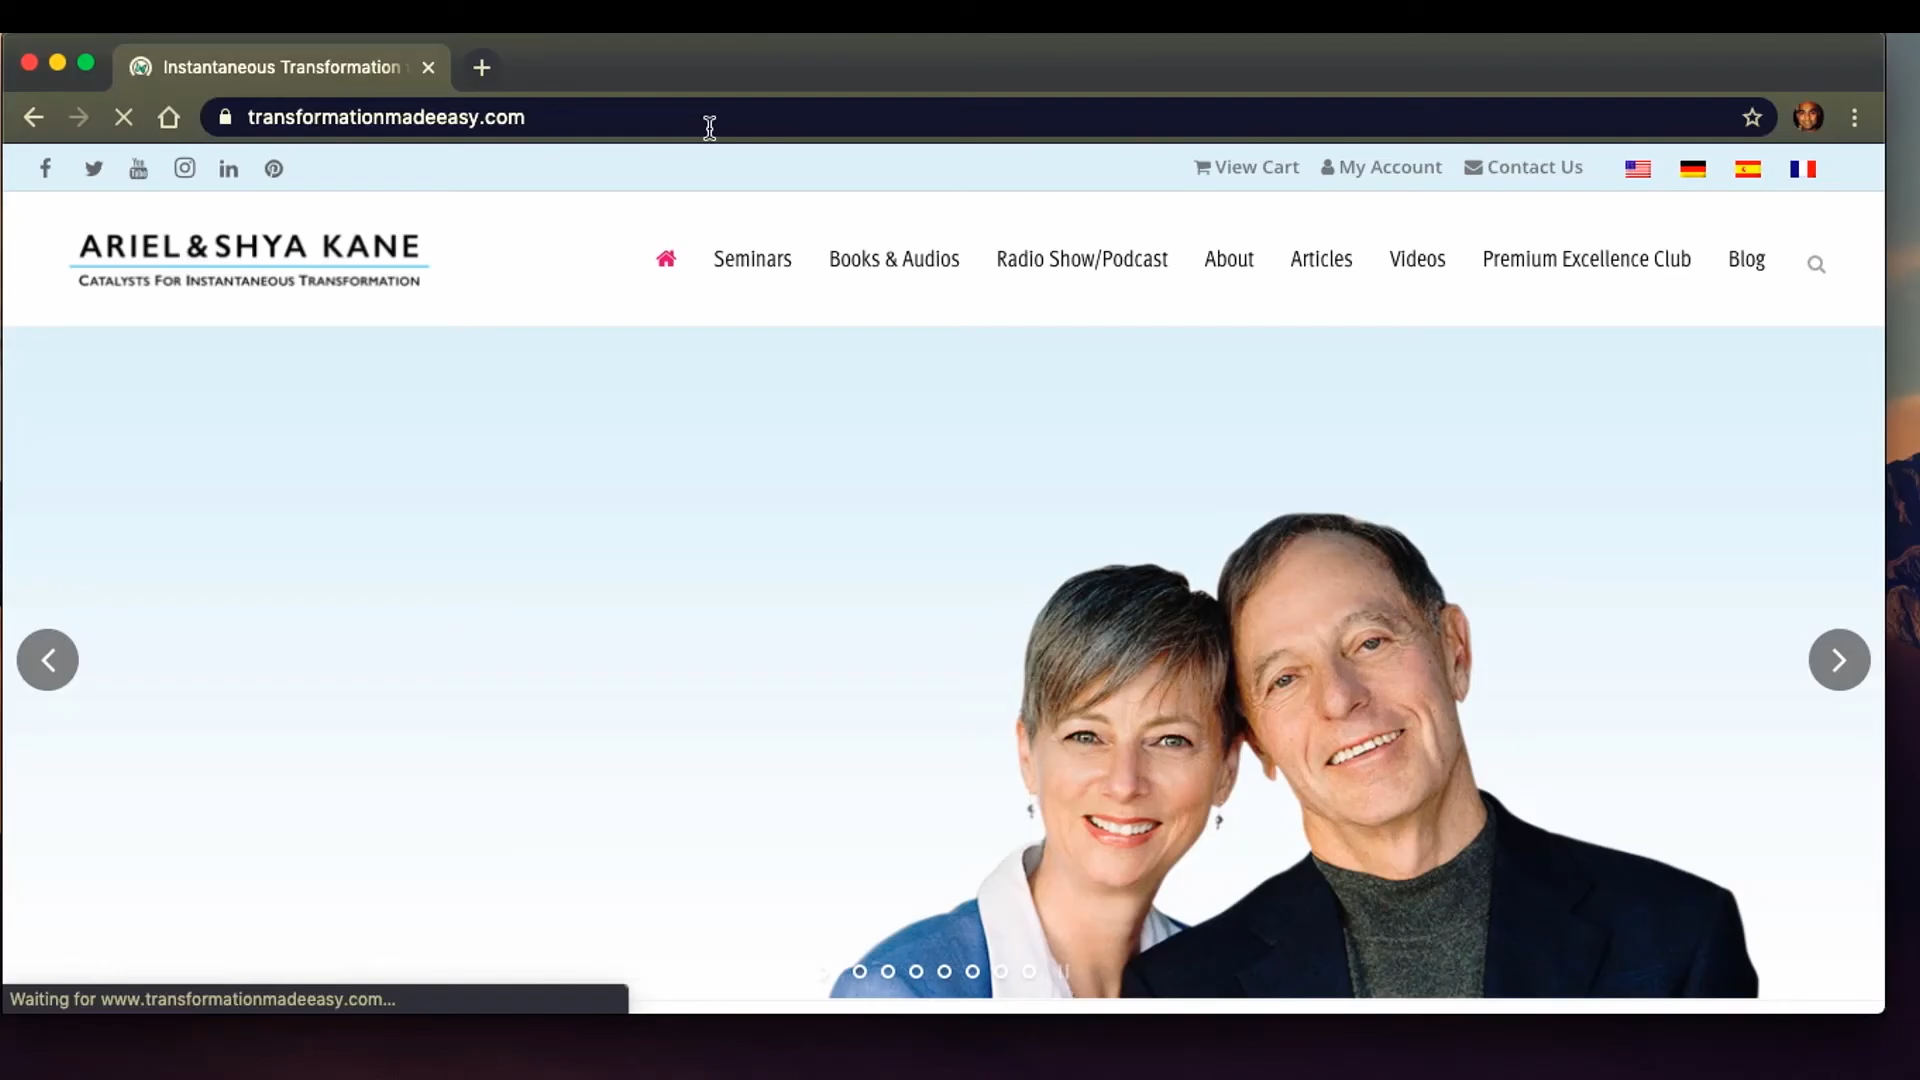 Instantaneous Transformation
transformationmadeeasy.com
View Cart My Account Contact Us
ARIEL & SHYA KANE
CATALYSTS FOR INSTANTANEOUS TRANSFORMATION
Seminars Books & Audios Radio Show/Podcast About Articles Videos Premium Excellence Club Blog
Waiting for www.transformationmadeeasy.com...